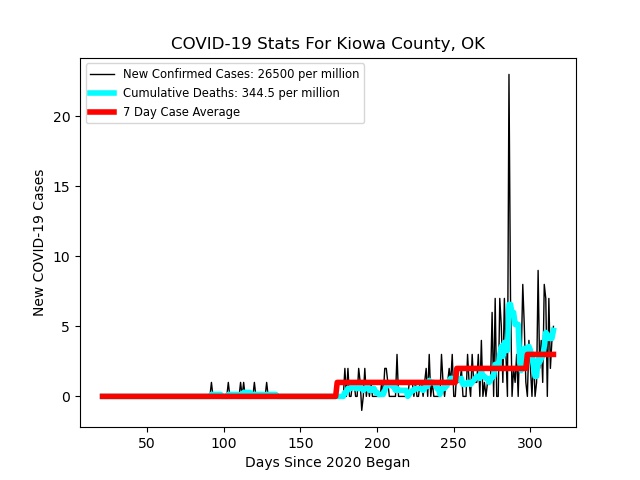 COVID-19 Stats For Kiowa County, OK
New Confirmed Cases: 26500 per million
Cumulative Deaths: 344.5 per million
7 Day Case Average
New COVID-19 Cases
20
15
10
5
0
50 100 150 200 250 300
Days Since 2020 Began